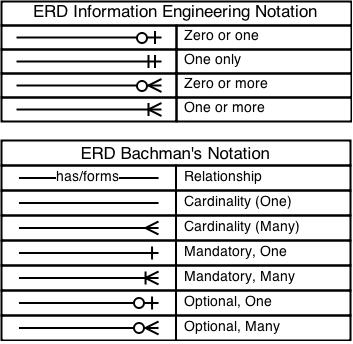 ERD Information Engineering Notation
Zero or one
One only
Zero or more
One or more
ERD Bachman's Notation
has/forms Relationship
Cardinality (One)
Cardinality (Many)
Mandatory, One
Mandatory, Many
Optional, One
Optional, Many